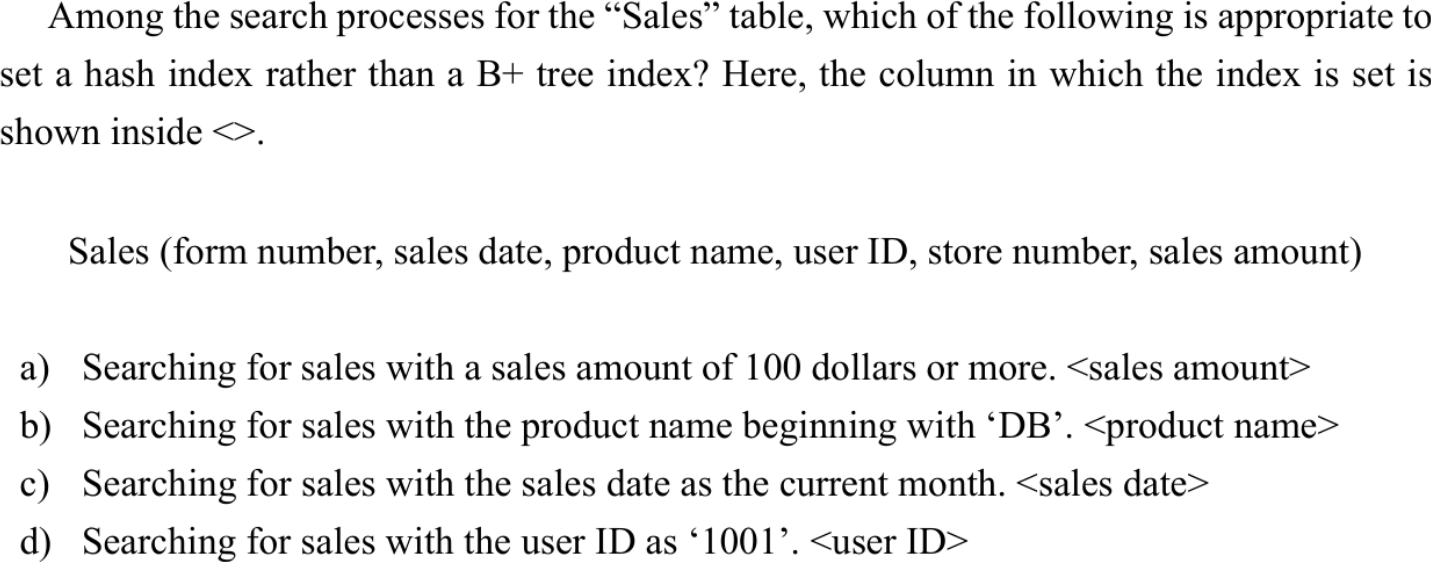 Among the search processes for the “Sales” table, which of the following is appropriate to
set a hash index rather than a B+ tree index? Here, the column in which the index is set is
shown inside <>.
Sales (form number, sales date, product name, user ID, store number, sales amount)
a) Searching for sales with a sales amount of 100 dollars or more. <sales amount>
b) Searching for sales with the product name beginning with ‘DB’. <product name>
c) Searching for sales with the sales date as the current month. <sales date>
d) Searching for sales with the user ID as ‘1001’. <user ID>